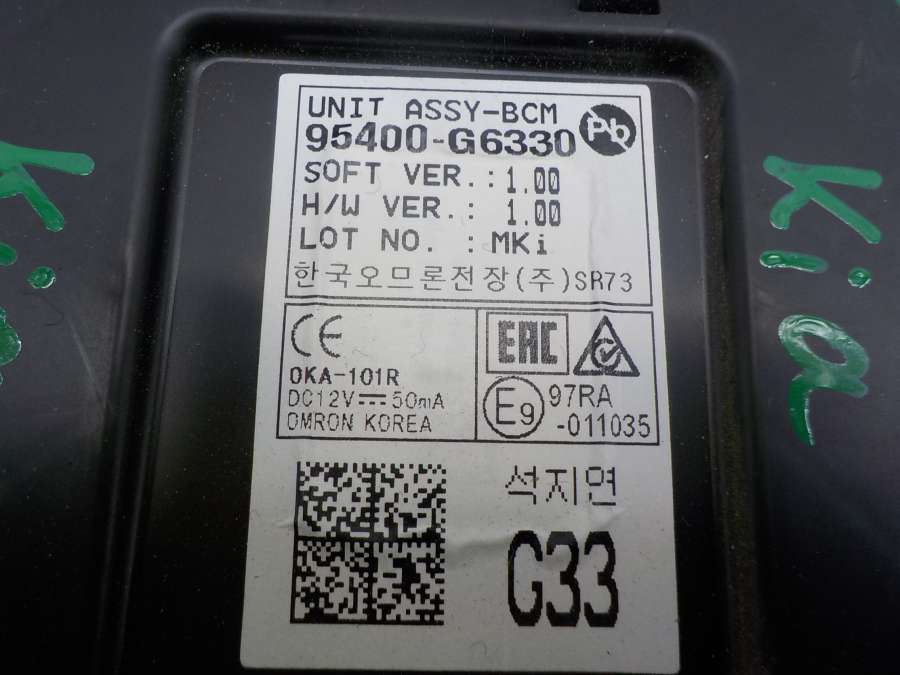 UNIT ASSY-BCM
95400-G6330
Pb
SOFT VER.: 1.00
H/W VER.: 1.00
LOT NO. : MKi
한국오므론전장(주)SR73
CE
OKA-101R
DC12V 50mA
OMRON KOREA
EAC
E9
97RA
-011035
석지연
G33
Kia